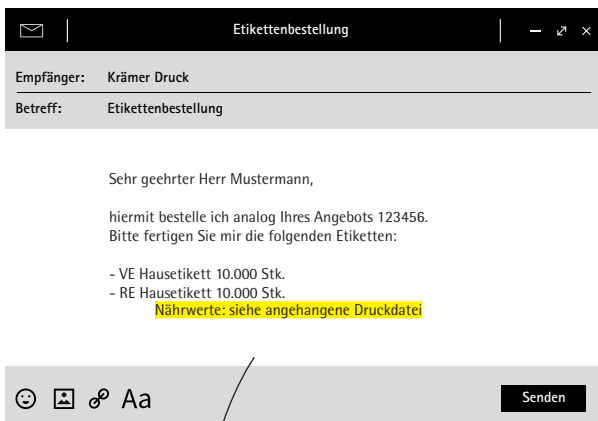 Etikettenbestellung
Empfänger: Krämer Druck
Betreff: Etikettenbestellung
Sehr geehrter Herr Mustermann,
hiermit bestelle ich analog Ihres Angebots 123456.
Bitte fertigen Sie mir die folgenden Etiketten:
- VE Hausetikett 10.000 Stk.
- RE Hausetikett 10.000 Stk.
Nährwerte: siehe angehangene Druckdatei
Aa
Senden